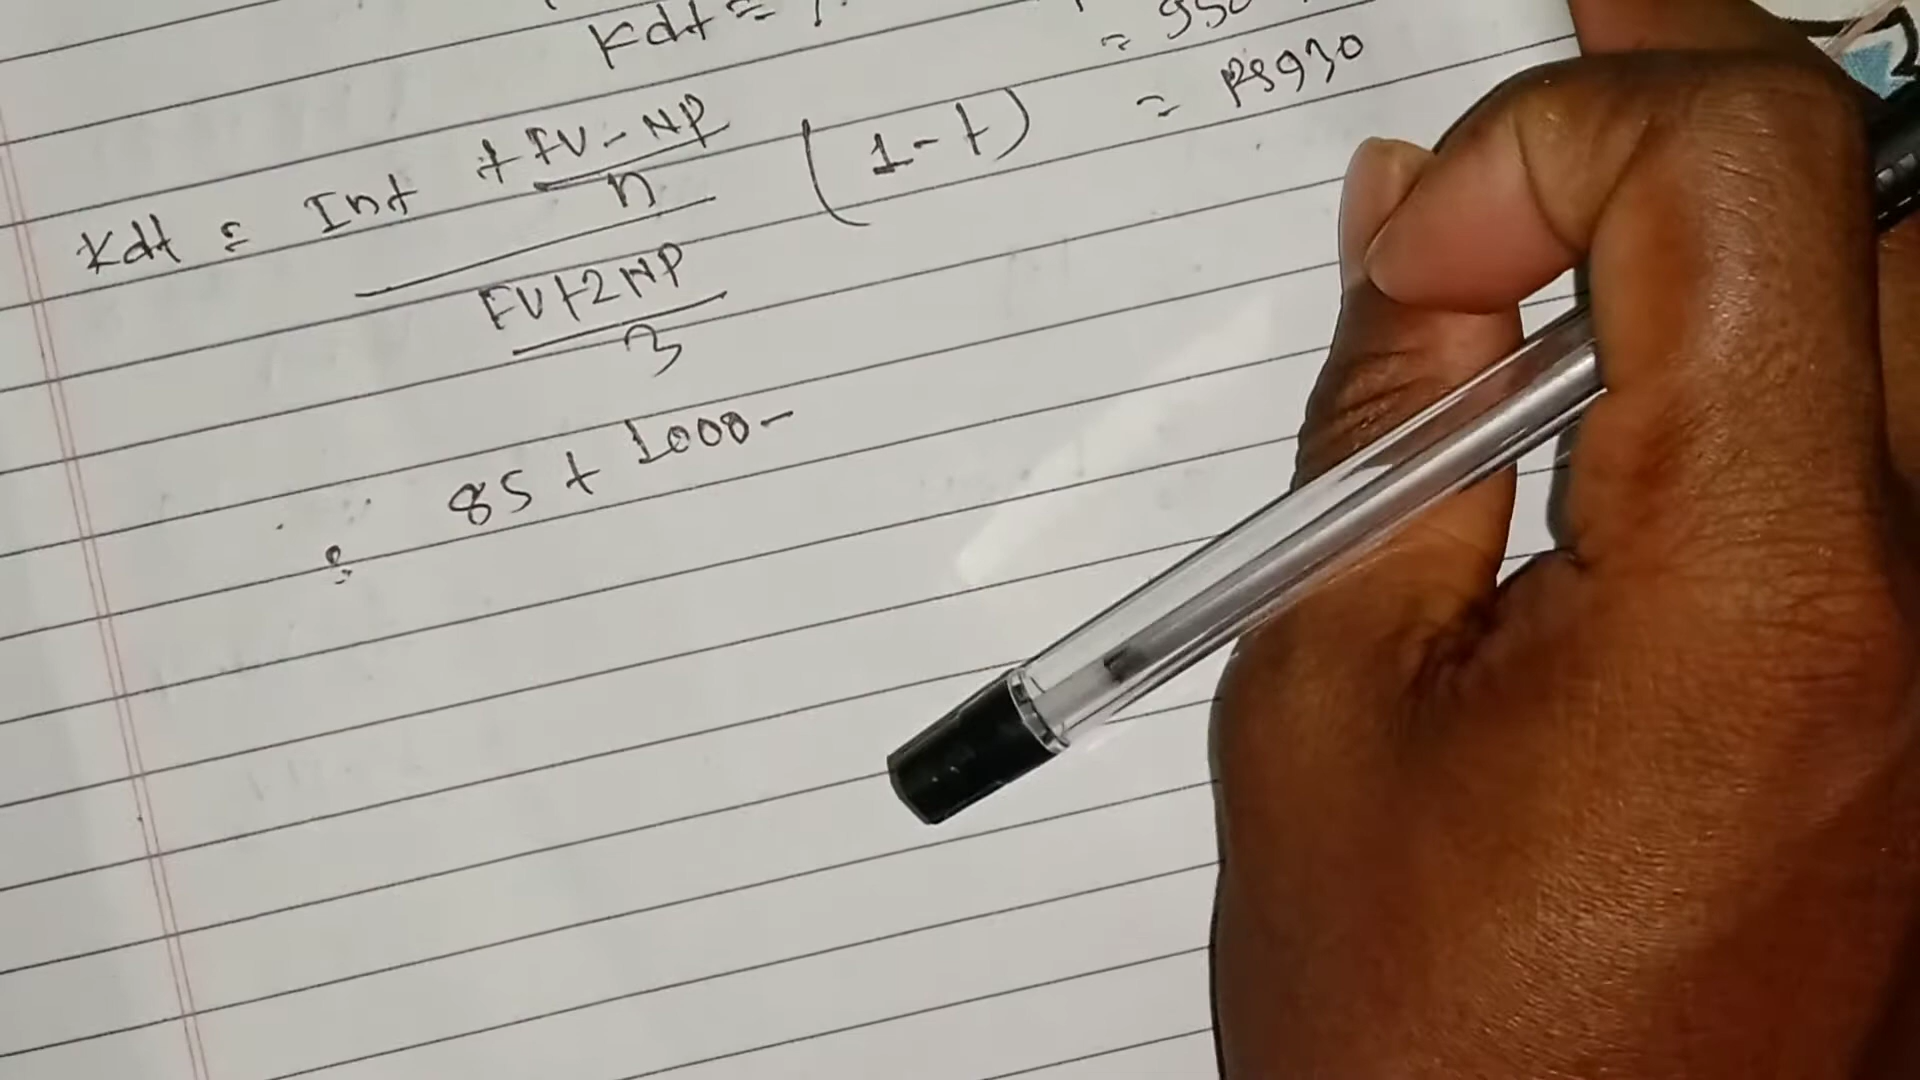 Kdt =
= 950
= RS930
Kdt = Int + FV - NP (1-t)
n
FV+2NP
3
= 85 + 1000-